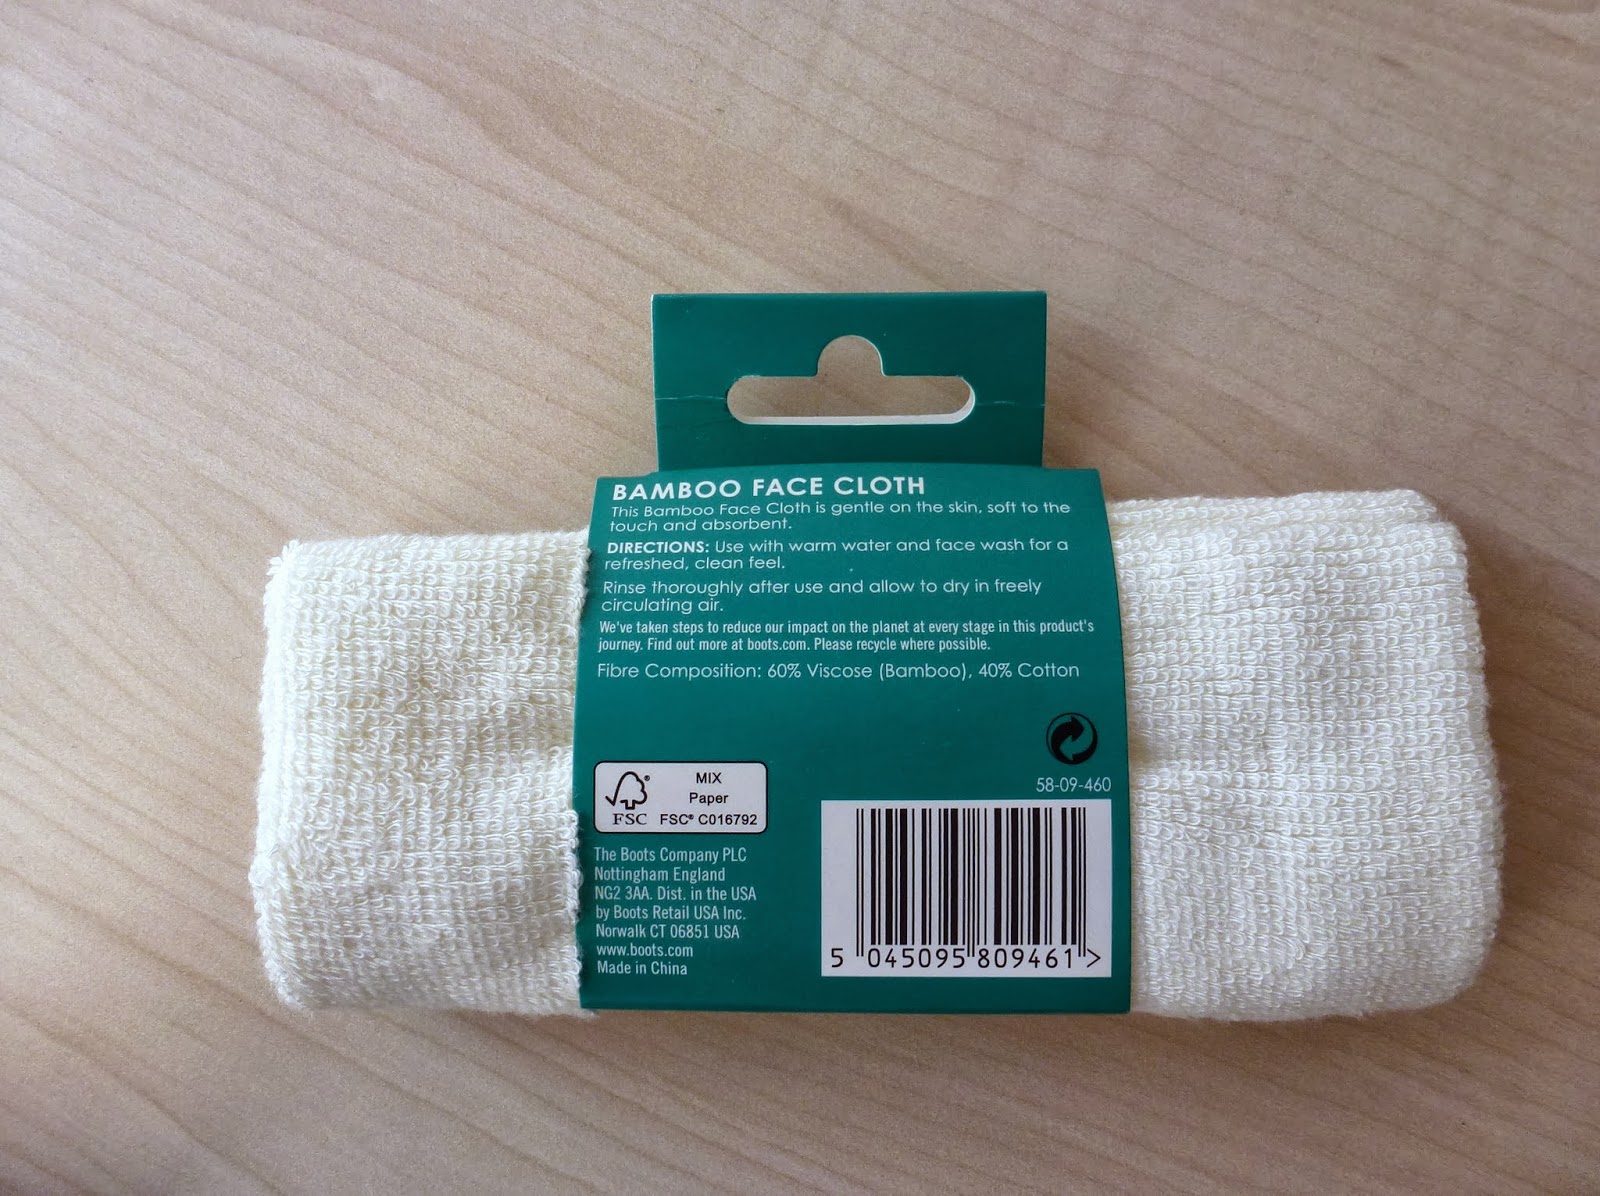 BAMBOO FACE CLOTH
This Bamboo Face Cloth is gentle on the skin, soft to the
touch and absorbent.
DIRECTIONS: Use with warm water and face wash for a
refreshed, clean feel.
Rinse thoroughly after use and allow to dry in freely
circulating air.
We've taken steps to reduce our impact on the planet at every stage in this product's
journey. Find out more at boots.com. Please recycle where possible.
Fibre Composition: 60% Viscose (Bamboo), 40% Cotton
58-09-460
MIX
Paper
FSC® C016792
®
FSC
The Boots Company PLC
Nottingham England
NG2 3AA. Dist. in the USA
by Boots Retail USA Inc.
Norwalk CT 06851 USA
www.boots.com
Made in China
5 045095 809461 >